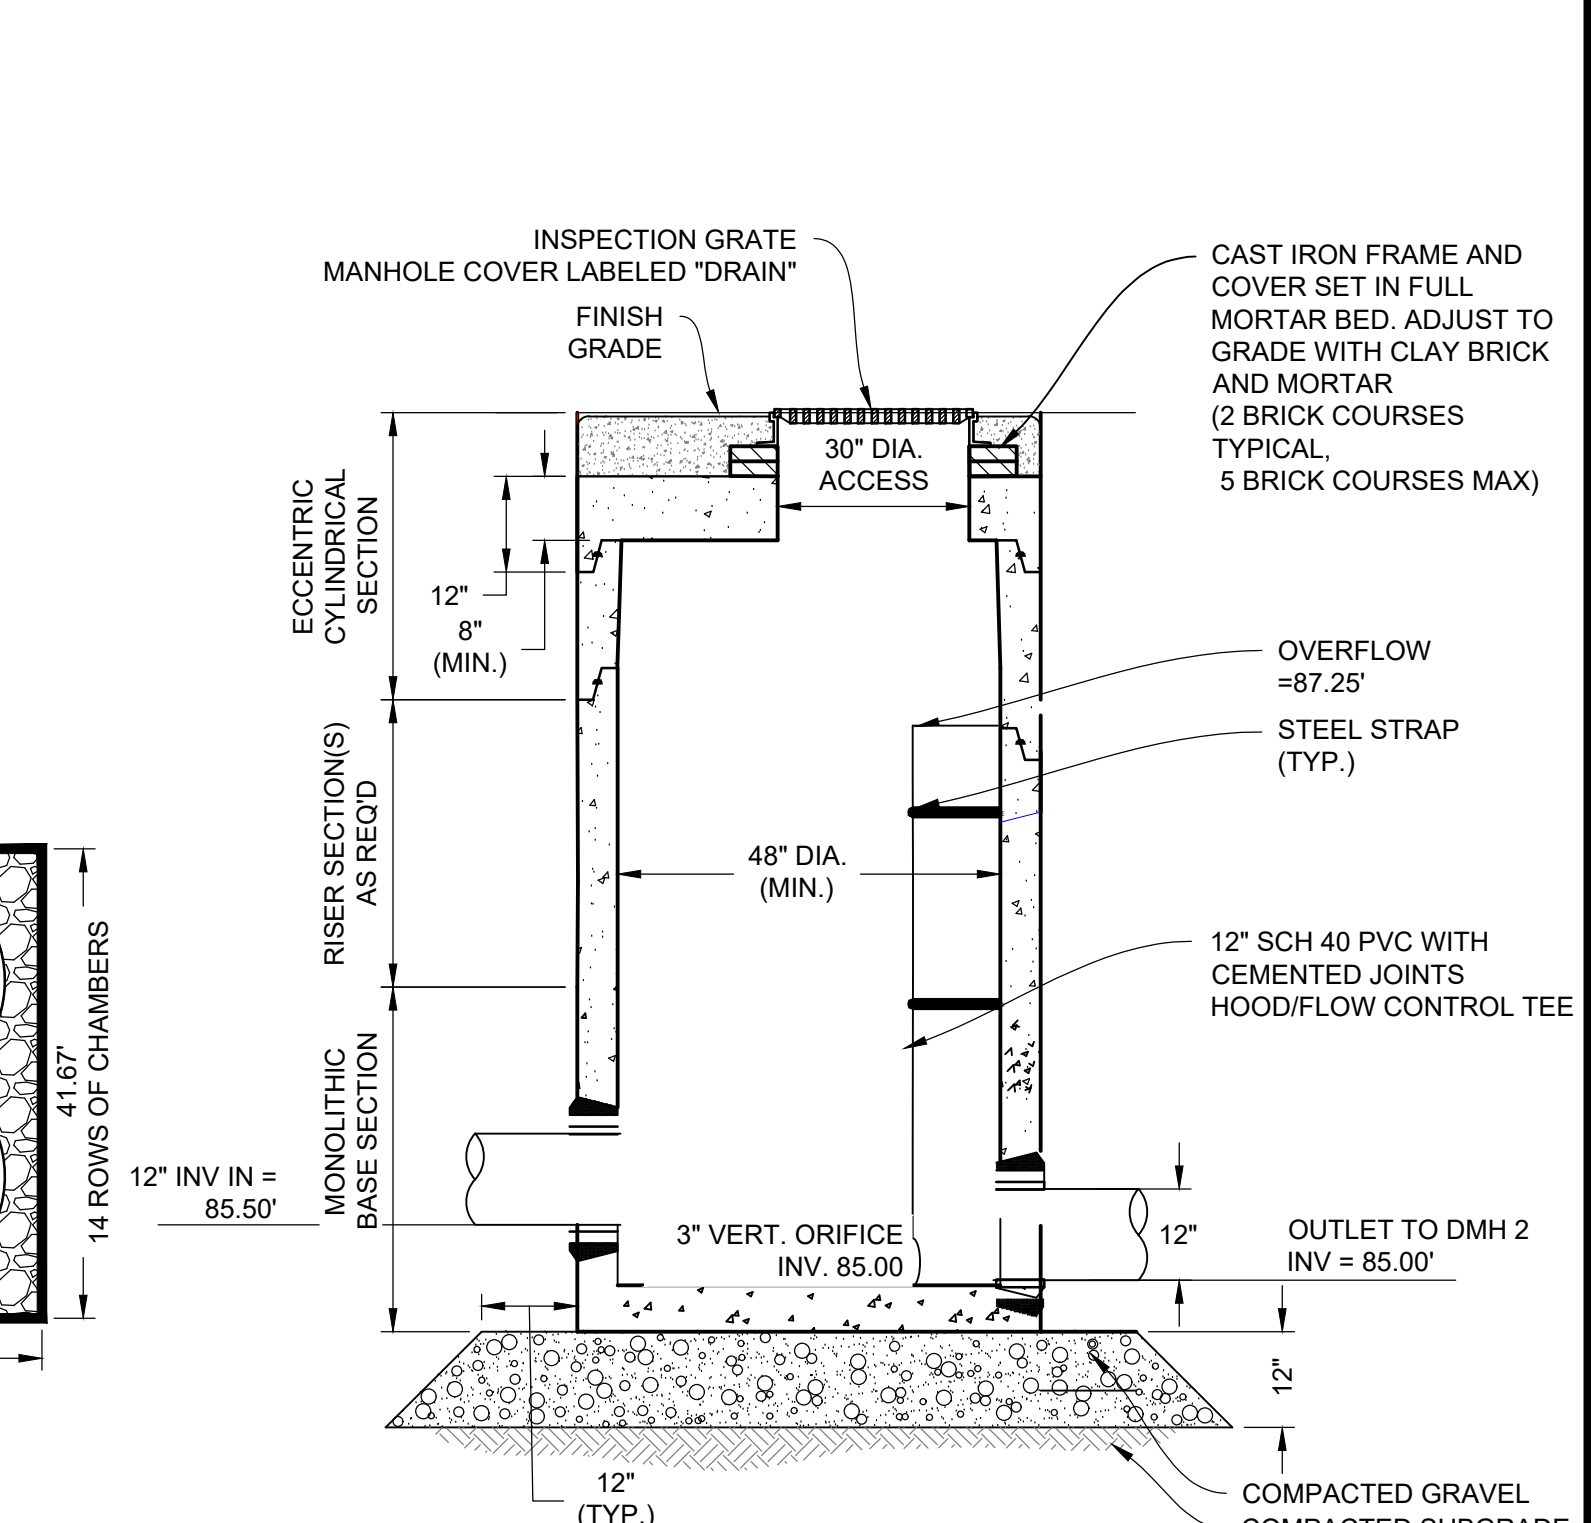 INSPECTION GRATE
MANHOLE COVER LABELED "DRAIN"
FINISH
GRADE
CAST IRON FRAME AND
COVER SET IN FULL
MORTAR BED. ADJUST TO
GRADE WITH CLAY BRICK
AND MORTAR
(2 BRICK COURSES
TYPICAL,
5 BRICK COURSES MAX)
30" DIA.
ACCESS
ECCENTRIC
CYLINDRICAL
SECTION
12"
8"
(MIN.)
OVERFLOW
=87.25'
STEEL STRAP
(TYP.)
RISER SECTION(S)
AS REQ'D
48" DIA.
(MIN.)
12" SCH 40 PVC WITH
CEMENTED JOINTS
HOOD/FLOW CONTROL TEE
41.67'
14 ROWS OF CHAMBERS
MONOLITHIC
BASE SECTION
12" INV IN =
85.50'
3" VERT. ORIFICE
INV. 85.00
12"
OUTLET TO DMH 2
INV = 85.00'
12"
12"
(TYP.)
COMPACTED GRAVEL
COMPACTED SUBGRADE